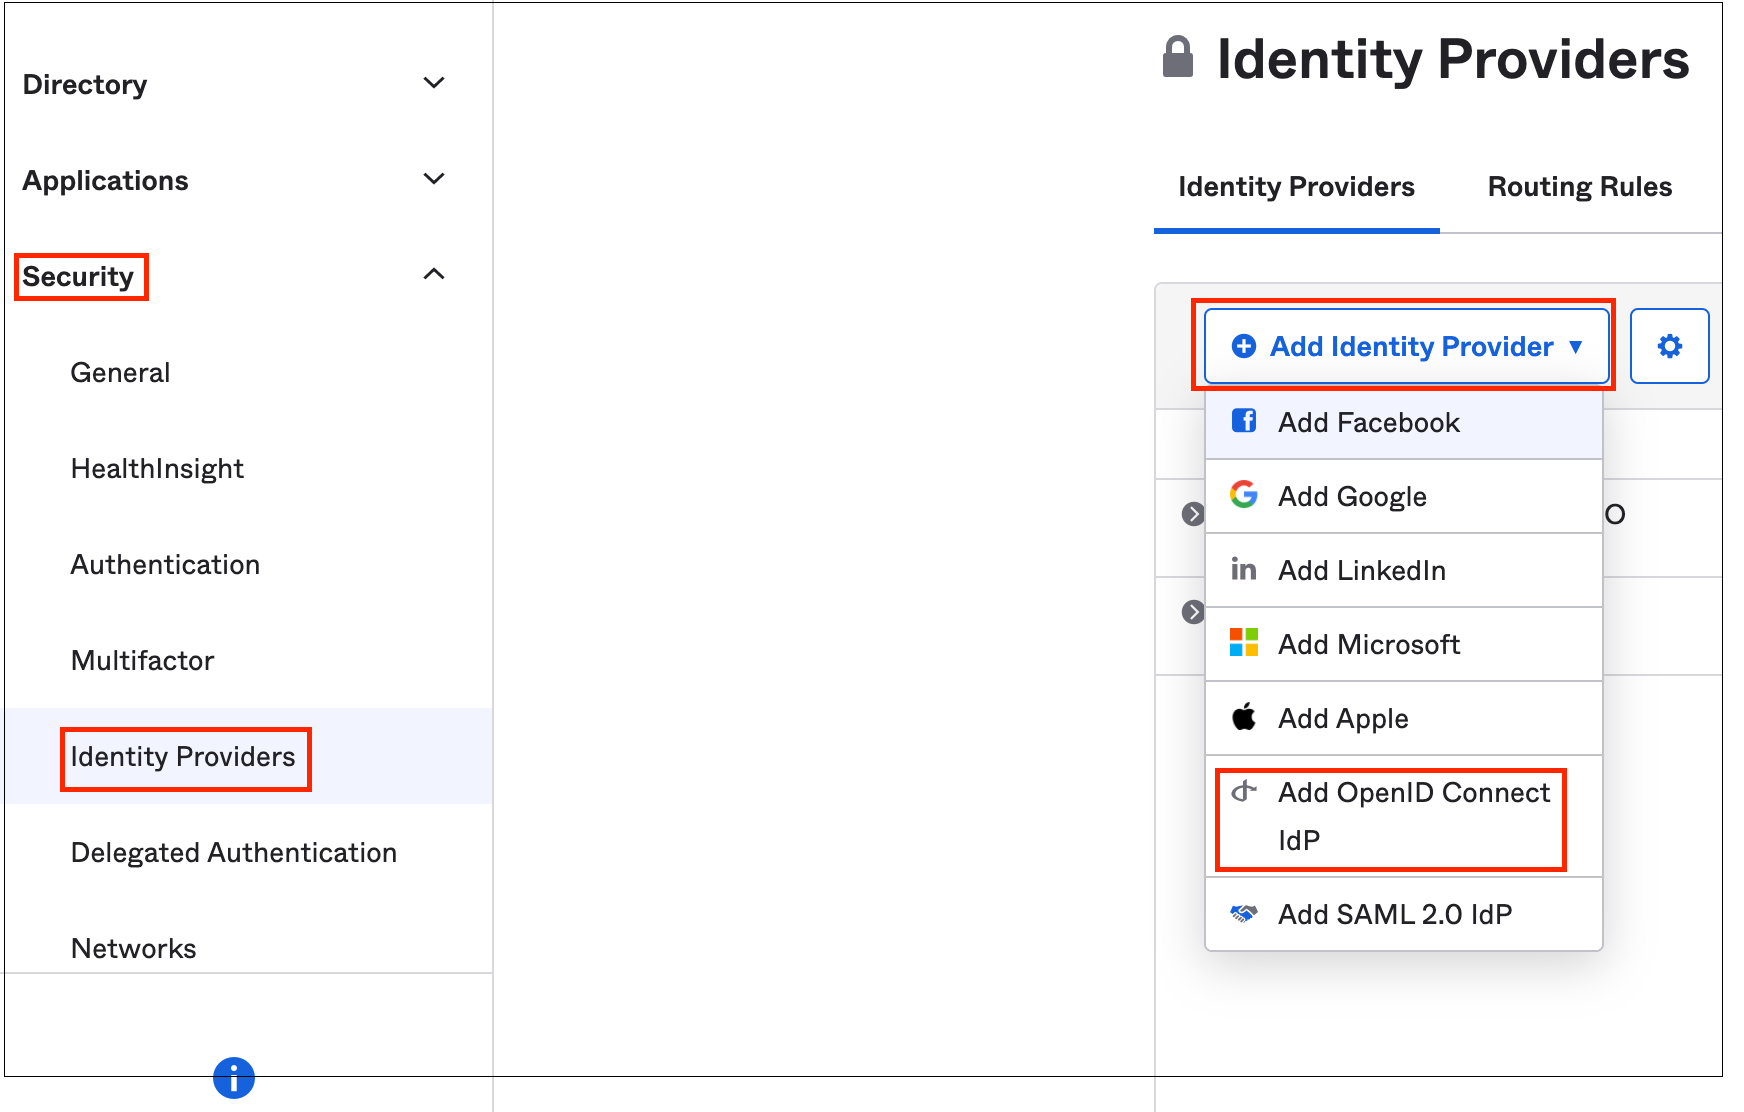 Directory
Applications
Security
General
HealthInsight
Authentication
Multifactor
Identity Providers
Delegated Authentication
Networks
Identity Providers
Identity Providers
Routing Rules
Add Identity Provider
Add Facebook
Add Google
O
Add LinkedIn
Add Microsoft
Add Apple
Add OpenID Connect
IdP
Add SAML 2.0 IdP